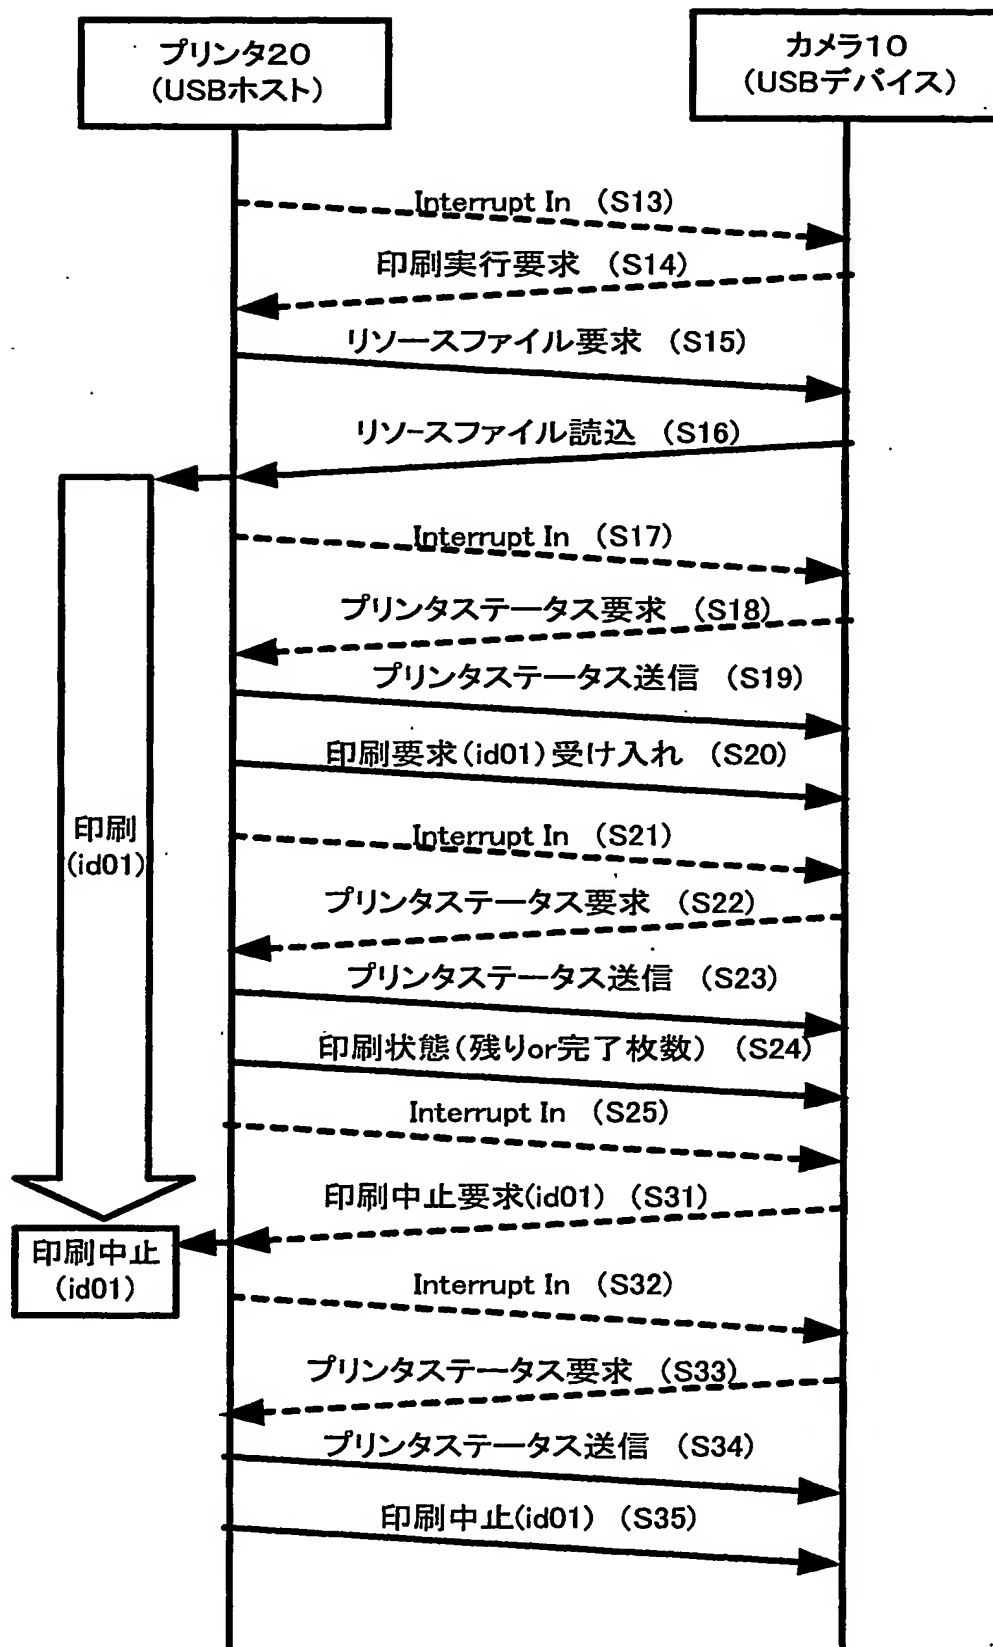 プリンタ20
(USBホスト)
カメラ10
(USBデバイス)
Interrupt In (S13)
印刷実行要求 (S14)
リソースファイル要求 (S15)
リソースファイル読込 (S16)
Interrupt In (S17)
プリンタステータス要求 (S18)
プリンタステータス送信 (S19)
印刷要求(id01)受け入れ (S20)
印刷
(id01)
Interrupt In (S21)
プリンタステータス要求 (S22)
プリンタステータス送信 (S23)
印刷状態(残りor完了枚数) (S24)
Interrupt In (S25)
印刷中止要求(id01) (S31)
印刷中止
(id01)
Interrupt In (S32)
プリンタステータス要求 (S33)
プリンタステータス送信 (S34)
印刷中止(id01) (S35)